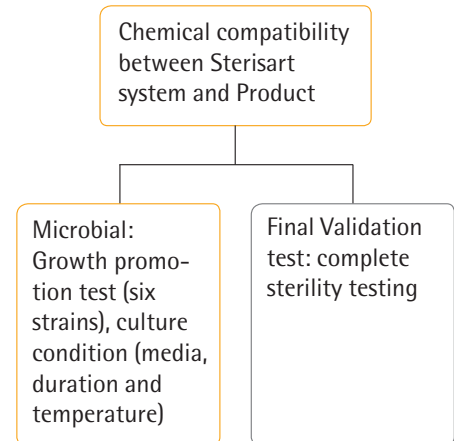 Chemical compatibility
between Sterisart
system and Product
Microbial:
Growth promo-
tion test (six
strains), culture
condition (media,
duration and
temperature)
Final Validation
test: complete
sterility testing